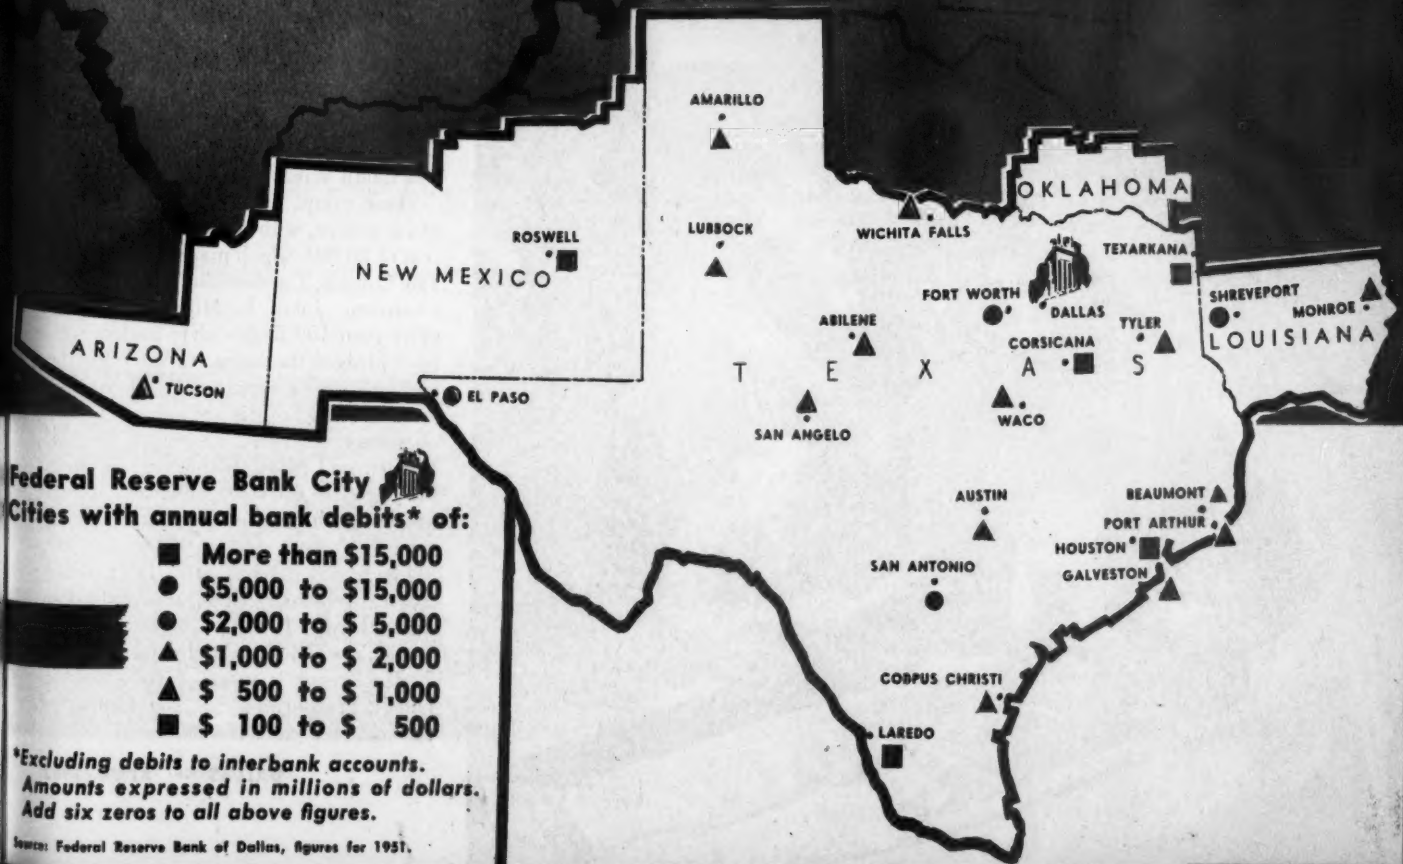 AMARILLO
OKLAHOMA
LUBBOCK
WICHITA FALLS
ROSWELL
TEXARKANA
NEW MEXICO
FORT WORTH
DALLAS
SHREVEPORT
MONROE
ABILENE
TYLER
LOUISIANA
CORSICANA
ARIZONA
TEXAS
TUCSON
EL PASO
WACO
SAN ANGELO
AUSTIN
BEAUMONT
PORT ARTHUR
HOUSTON
GALVESTON
SAN ANTONIO
CORPUS CHRISTI
LAREDO
Federal Reserve Bank City
Cities with annual bank debits* of:
More than $15,000
$5,000 to $15,000
$2,000 to $ 5,000
$1,000 to $ 2,000
$ 500 to $ 1,000
$ 100 to $ 500
*Excluding debits to interbank accounts.
Amounts expressed in millions of dollars.
Add six zeros to all above figures.
Source: Federal Reserve Bank of Dallas, figures for 1951.